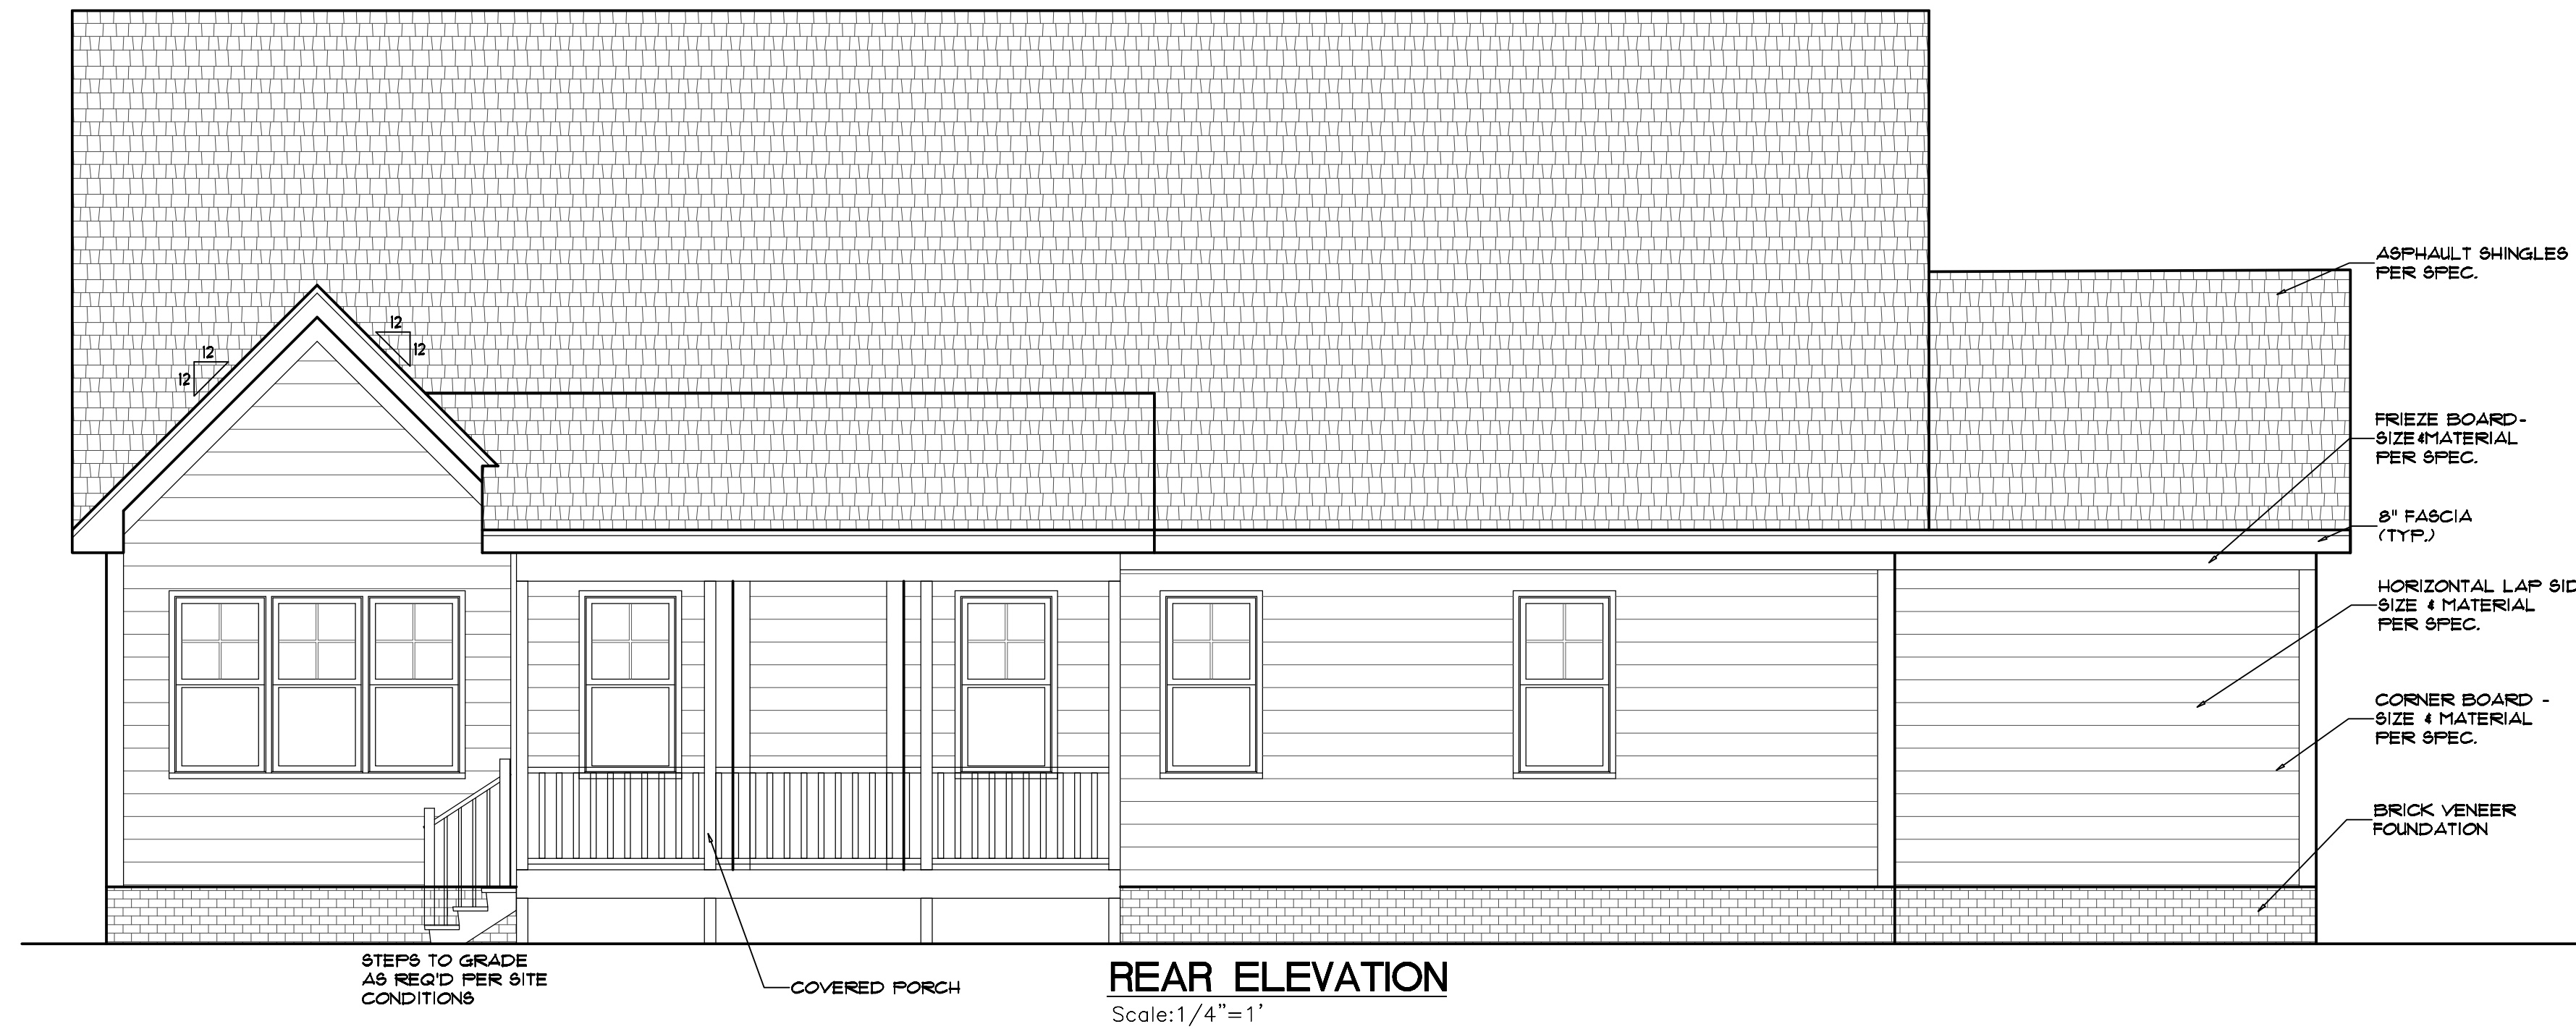 ASPHAULT SHINGLES
PER SPEC.
12
12
12
12
FRIEZE BOARD-
SIZE &MATERIAL
PER SPEC.
8" FASCIA
(TYP.)
HORIZONTAL LAP SID
SIZE & MATERIAL
PER SPEC.
CORNER BOARD -
SIZE & MATERIAL
PER SPEC.
BRICK VENEER
FOUNDATION
STEPS TO GRADE
AS REQ'D PER SITE
CONDITIONS
COVERED PORCH
REAR ELEVATION
Scale:1/4"=1'